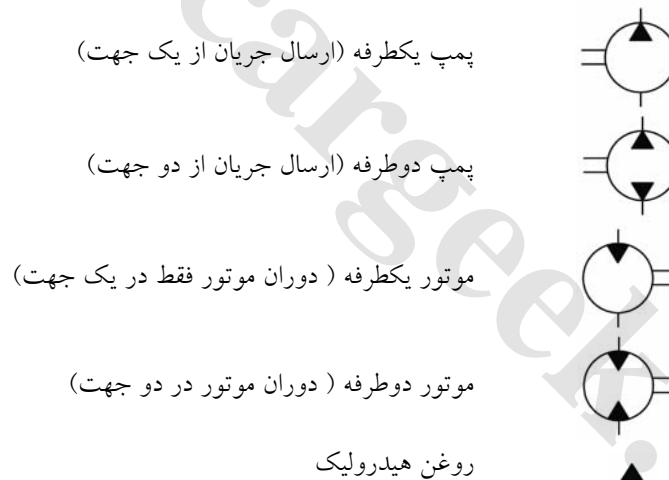 پمپ یکطرفه (ارسال جریان از یک جهت)
پمپ دوطرفه (ارسال جریان از دو جهت)
موتور یکطرفه ( دوران موتور فقط در یک جهت)
موتور دوطرفه ( دوران موتور در دو جهت)
روغن هیدرولیک
cargeek.